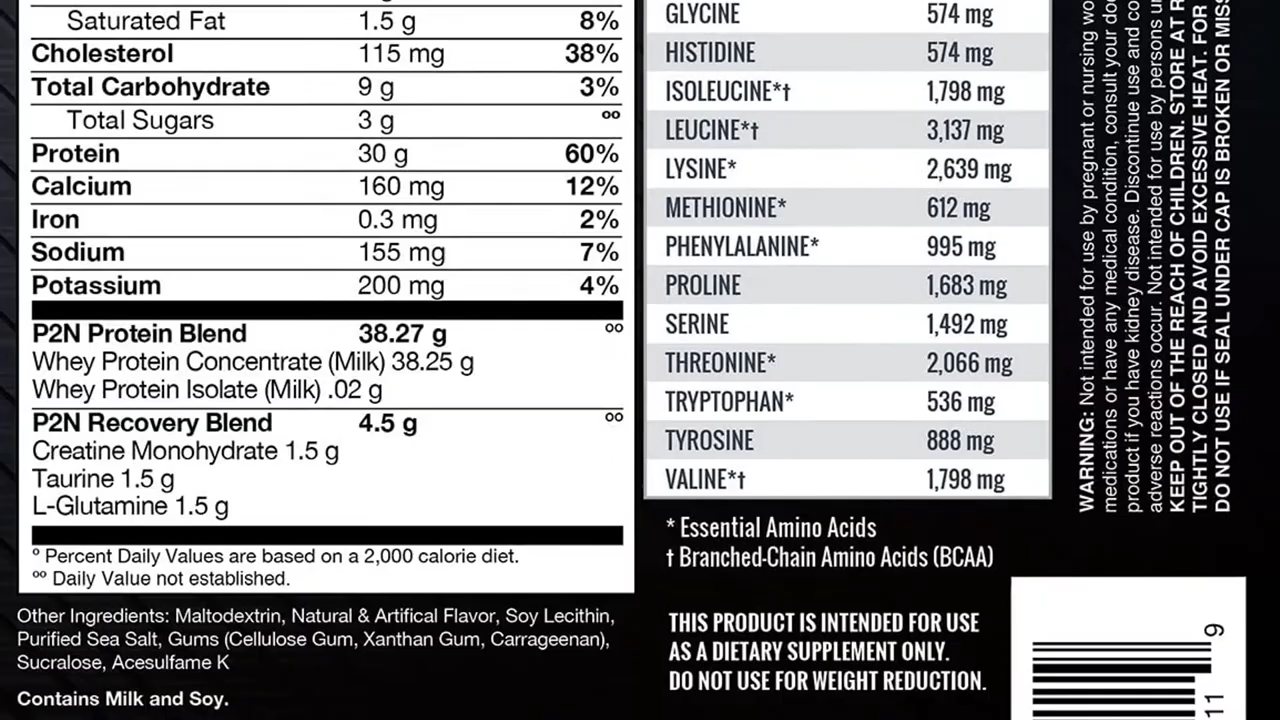 Saturated Fat 1.5 g 8%
Cholesterol 115 mg 38%
Total Carbohydrate 9 g 3%
Total Sugars 3 g °°
Protein 30 g 60%
Calcium 160 mg 12%
Iron 0.3 mg 2%
Sodium 155 mg 7%
Potassium 200 mg 4%
P2N Protein Blend 38.27 g °°
Whey Protein Concentrate (Milk) 38.25 g
Whey Protein Isolate (Milk) .02 g
P2N Recovery Blend 4.5 g °°
Creatine Monohydrate 1.5 g
Taurine 1.5 g
L-Glutamine 1.5 g
° Percent Daily Values are based on a 2,000 calorie diet.
°° Daily Value not established.
Other Ingredients: Maltodextrin, Natural & Artifical Flavor, Soy Lecithin,
Purified Sea Salt, Gums (Cellulose Gum, Xanthan Gum, Carrageenan),
Sucralose, Acesulfame K
Contains Milk and Soy.
GLYCINE 574 mg
HISTIDINE 574 mg
ISOLEUCINE*† 1,798 mg
LEUCINE*† 3,137 mg
LYSINE* 2,639 mg
METHIONINE* 612 mg
PHENYLALANINE* 995 mg
PROLINE 1,683 mg
SERINE 1,492 mg
THREONINE* 2,066 mg
TRYPTOPHAN* 536 mg
TYROSINE 888 mg
VALINE*† 1,798 mg
* Essential Amino Acids
† Branched-Chain Amino Acids (BCAA)
THIS PRODUCT IS INTENDED FOR USE
AS A DIETARY SUPPLEMENT ONLY.
DO NOT USE FOR WEIGHT REDUCTION.
WARNING: Not intended for use by pregnant or nursing
medications or have any medical condition, consult your
product if you have kidney disease. Discontinue use and
adverse reactions occur. Not intended for use by persons
KEEP OUT OF THE REACH OF CHILDREN. STORE AT
TIGHTLY CLOSED AND AVOID EXCESSIVE HEAT. FOR
DO NOT USE IF SEAL UNDER CAP IS BROKEN OR
9
11